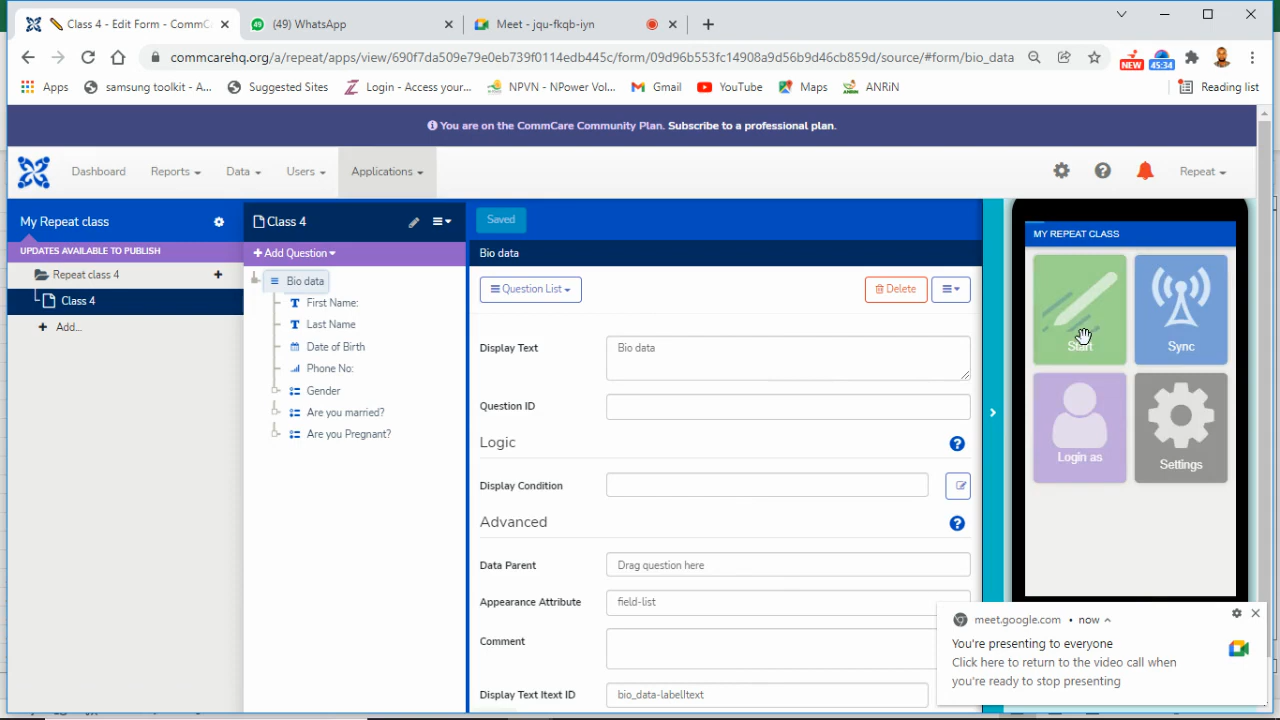 Class 4 - Edit Form - CommC
(49) WhatsApp
Meet - jqu-fkqb-iyn
commcarehq.org/a/repeat/apps/view/690f7da509e79e0eb739f0114edb445c/form/09d96b553fc14908a9d56b9d46cb859d/source/#form/bio_data
NEW
45:34
Apps
samsung toolkit - A...
Suggested Sites
Login - Access your...
NPVN - NPower Vol...
Gmail
YouTube
Maps
ANRiN
Reading list
You are on the CommCare Community Plan. Subscribe to a professional plan.
Dashboard
Reports
Data
Users
Applications
Repeat
My Repeat class
Class 4
Saved
UPDATES AVAILABLE TO PUBLISH
+ Add Question
Bio data
MY REPEAT CLASS
Repeat class 4
Bio data
Question List
Delete
Class 4
First Name:
Add...
Last Name
Date of Birth
Phone No:
Gender
Are you married?
Are you Pregnant?
Display Text
Bio data
Question ID
Logic
Display Condition
Advanced
Data Parent
Drag question here
Appearance Attribute
field-list
Comment
Display Text Itext ID
bio_data-labelItext
Start
Sync
Login as
Settings
meet.google.com • now
You're presenting to everyone
Click here to return to the video call when
you're ready to stop presenting